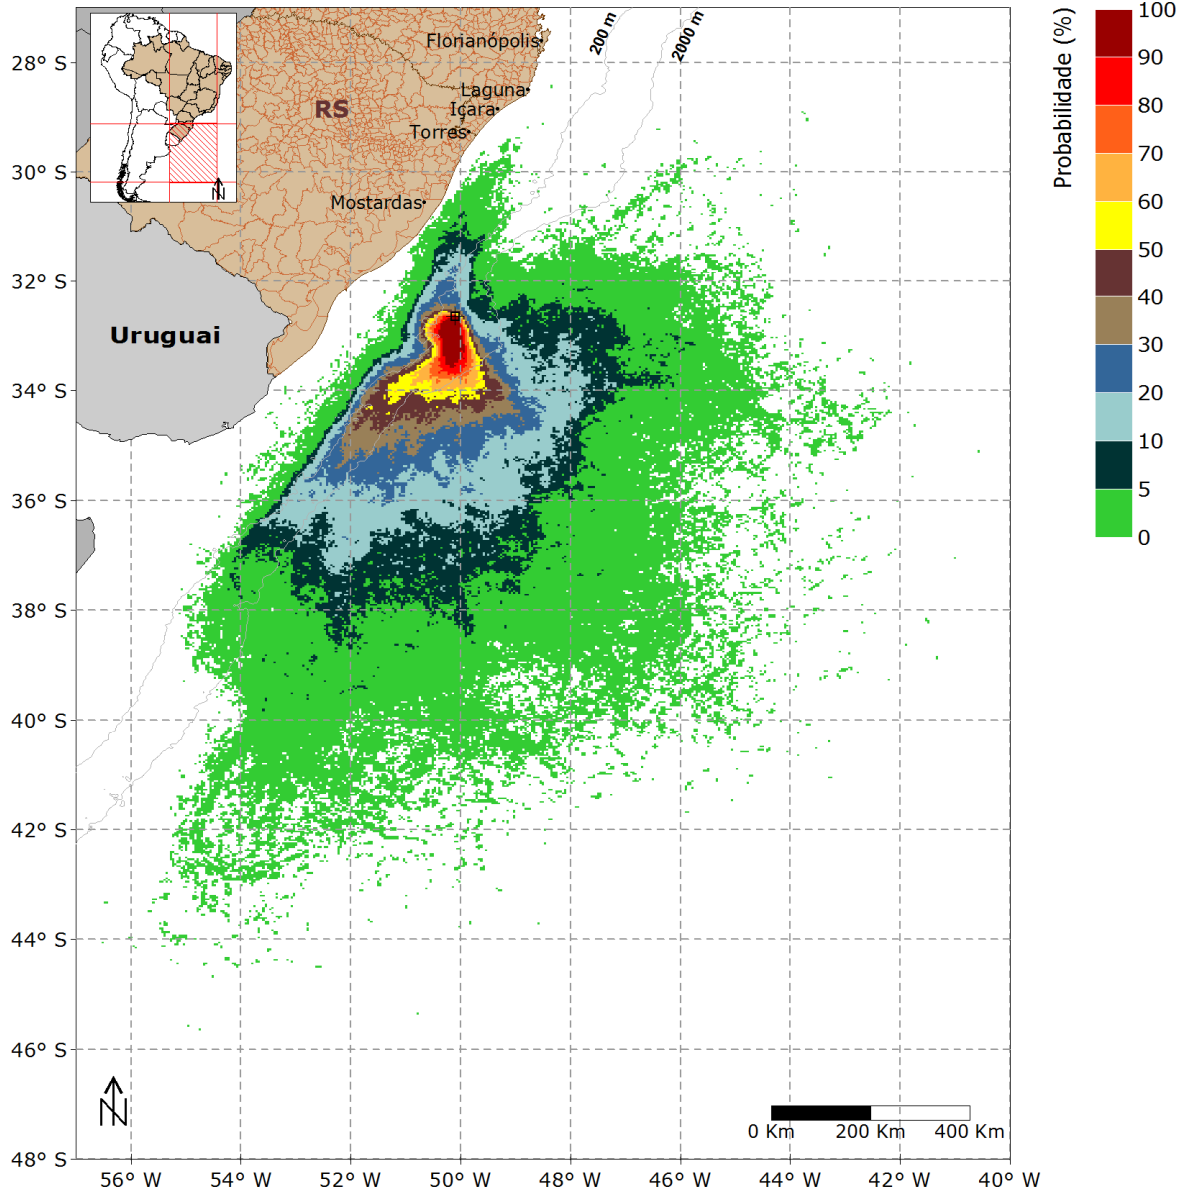 200 m
2000 m
Florianópolis
Laguna
Içara
Torres
Mostardas
RS
Uruguai
N
N
28° S
30° S
32° S
34° S
36° S
38° S
40° S
42° S
44° S
46° S
48° S
56° W
54° W
52° W
50° W
48° W
46° W
44° W
42° W
40° W
0 Km
200 Km
400 Km
Probabilidade (%)
100
90
80
70
60
50
40
30
20
10
5
0